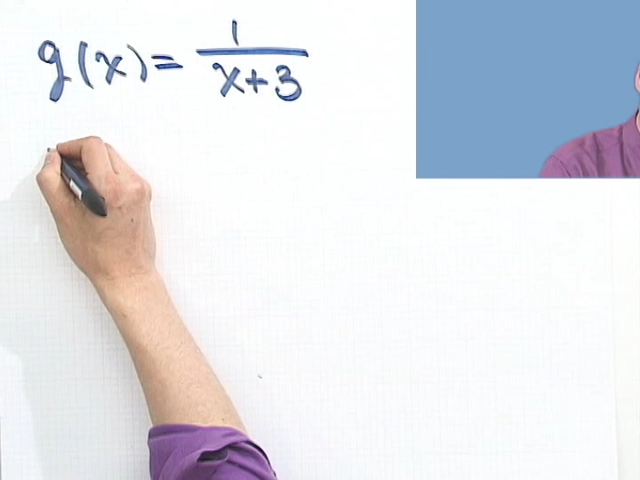 g(x) = 1/(x+3)